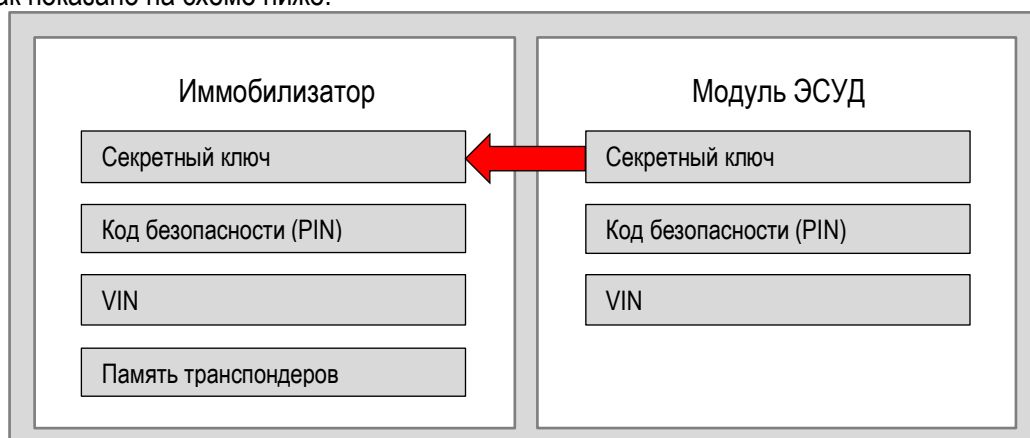 как показано на схеме ниже.
Иммобилизатор
Секретный ключ
Код безопасности (PIN)
VIN
Память транспондеров
Модуль ЭСУД
Секретный ключ
Код безопасности (PIN)
VIN